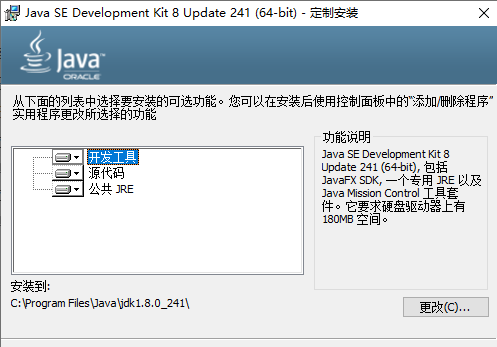 Java SE Development Kit 8 Update 241 (64-bit) - 定制安装
Java
ORACLE
从下面的列表中选择要安装的可选功能。您可以在安装后使用控制面板中的“添加/删除程序”
实用程序更改所选择的功能
开发工具
源代码
公共 JRE
功能说明
Java SE Development Kit 8
Update 241 (64-bit), 包括
JavaFX SDK, 一个专用 JRE 以及
Java Mission Control 工具套
件。它要求硬盘驱动器上有
180MB 空间。
安装到:
C:\Program Files\Java\jdk1.8.0_241\
更改(C)...